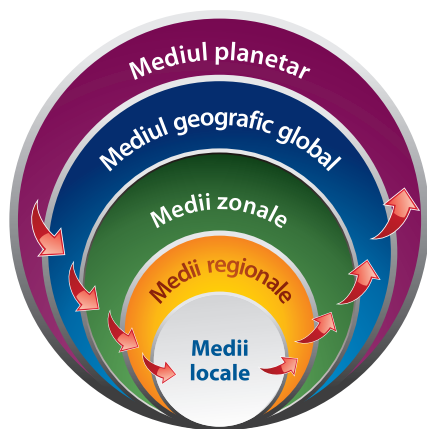 Mediul planetar
Mediul geografic global
Medii zonale
Medii regionale
Medii
locale